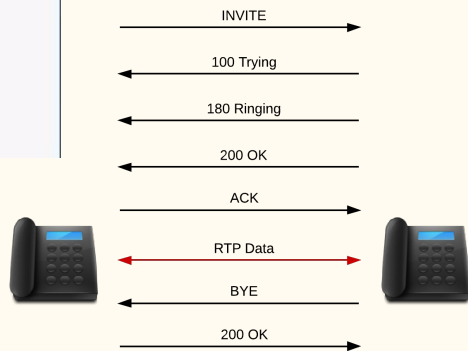 INVITE
100 Trying
180 Ringing
200 OK
ACK
RTP Data
BYE
200 OK